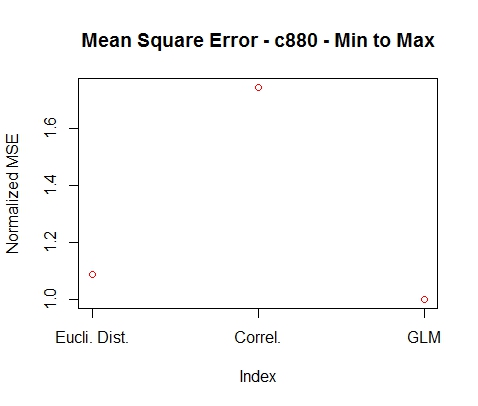 Mean Square Error - c880 - Min to Max
Normalized MSE
1.6
1.4
1.2
1.0
Eucli. Dist. Correl. GLM
Index